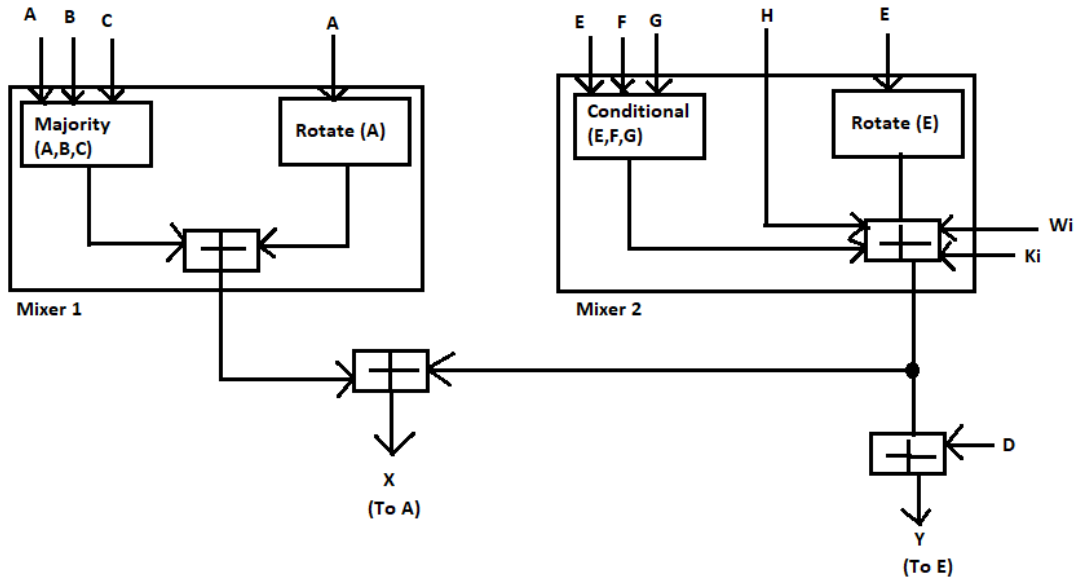 A B C A
E F G H E
Majority
(A,B,C)
Rotate (A)
Conditional
(E,F,G)
Rotate (E)
Wi
Ki
Mixer 1
Mixer 2
D
X
(To A)
Y
(To E)